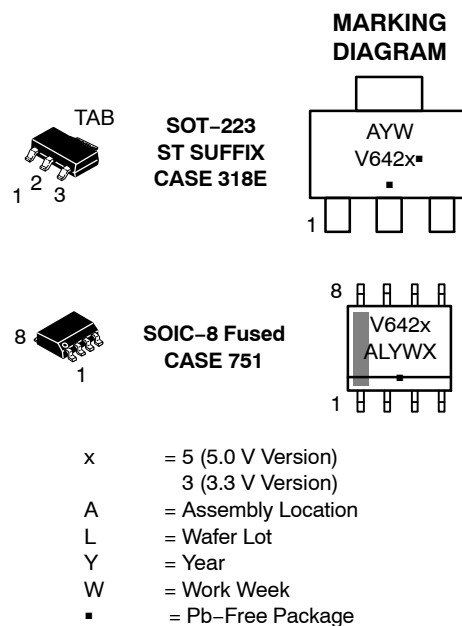 MARKING
DIAGRAM
TAB
1 2 3
SOT−223
ST SUFFIX
CASE 318E
AYW
V642x▪
▪
1
8
1
SOIC−8 Fused
CASE 751
8
V642x
ALYWX
▪
1
x = 5 (5.0 V Version)
3 (3.3 V Version)
A = Assembly Location
L = Wafer Lot
Y = Year
W = Work Week
▪ = Pb−Free Package